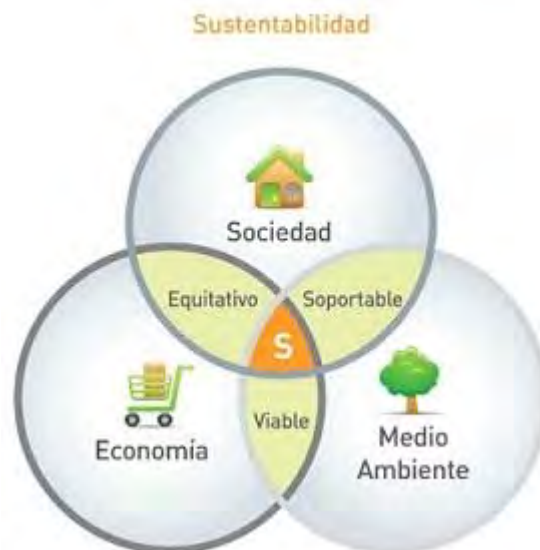 Sustentabilidad
Sociedad
Equitativo
Soportable
S
Viable
Economía
Medio
Ambiente